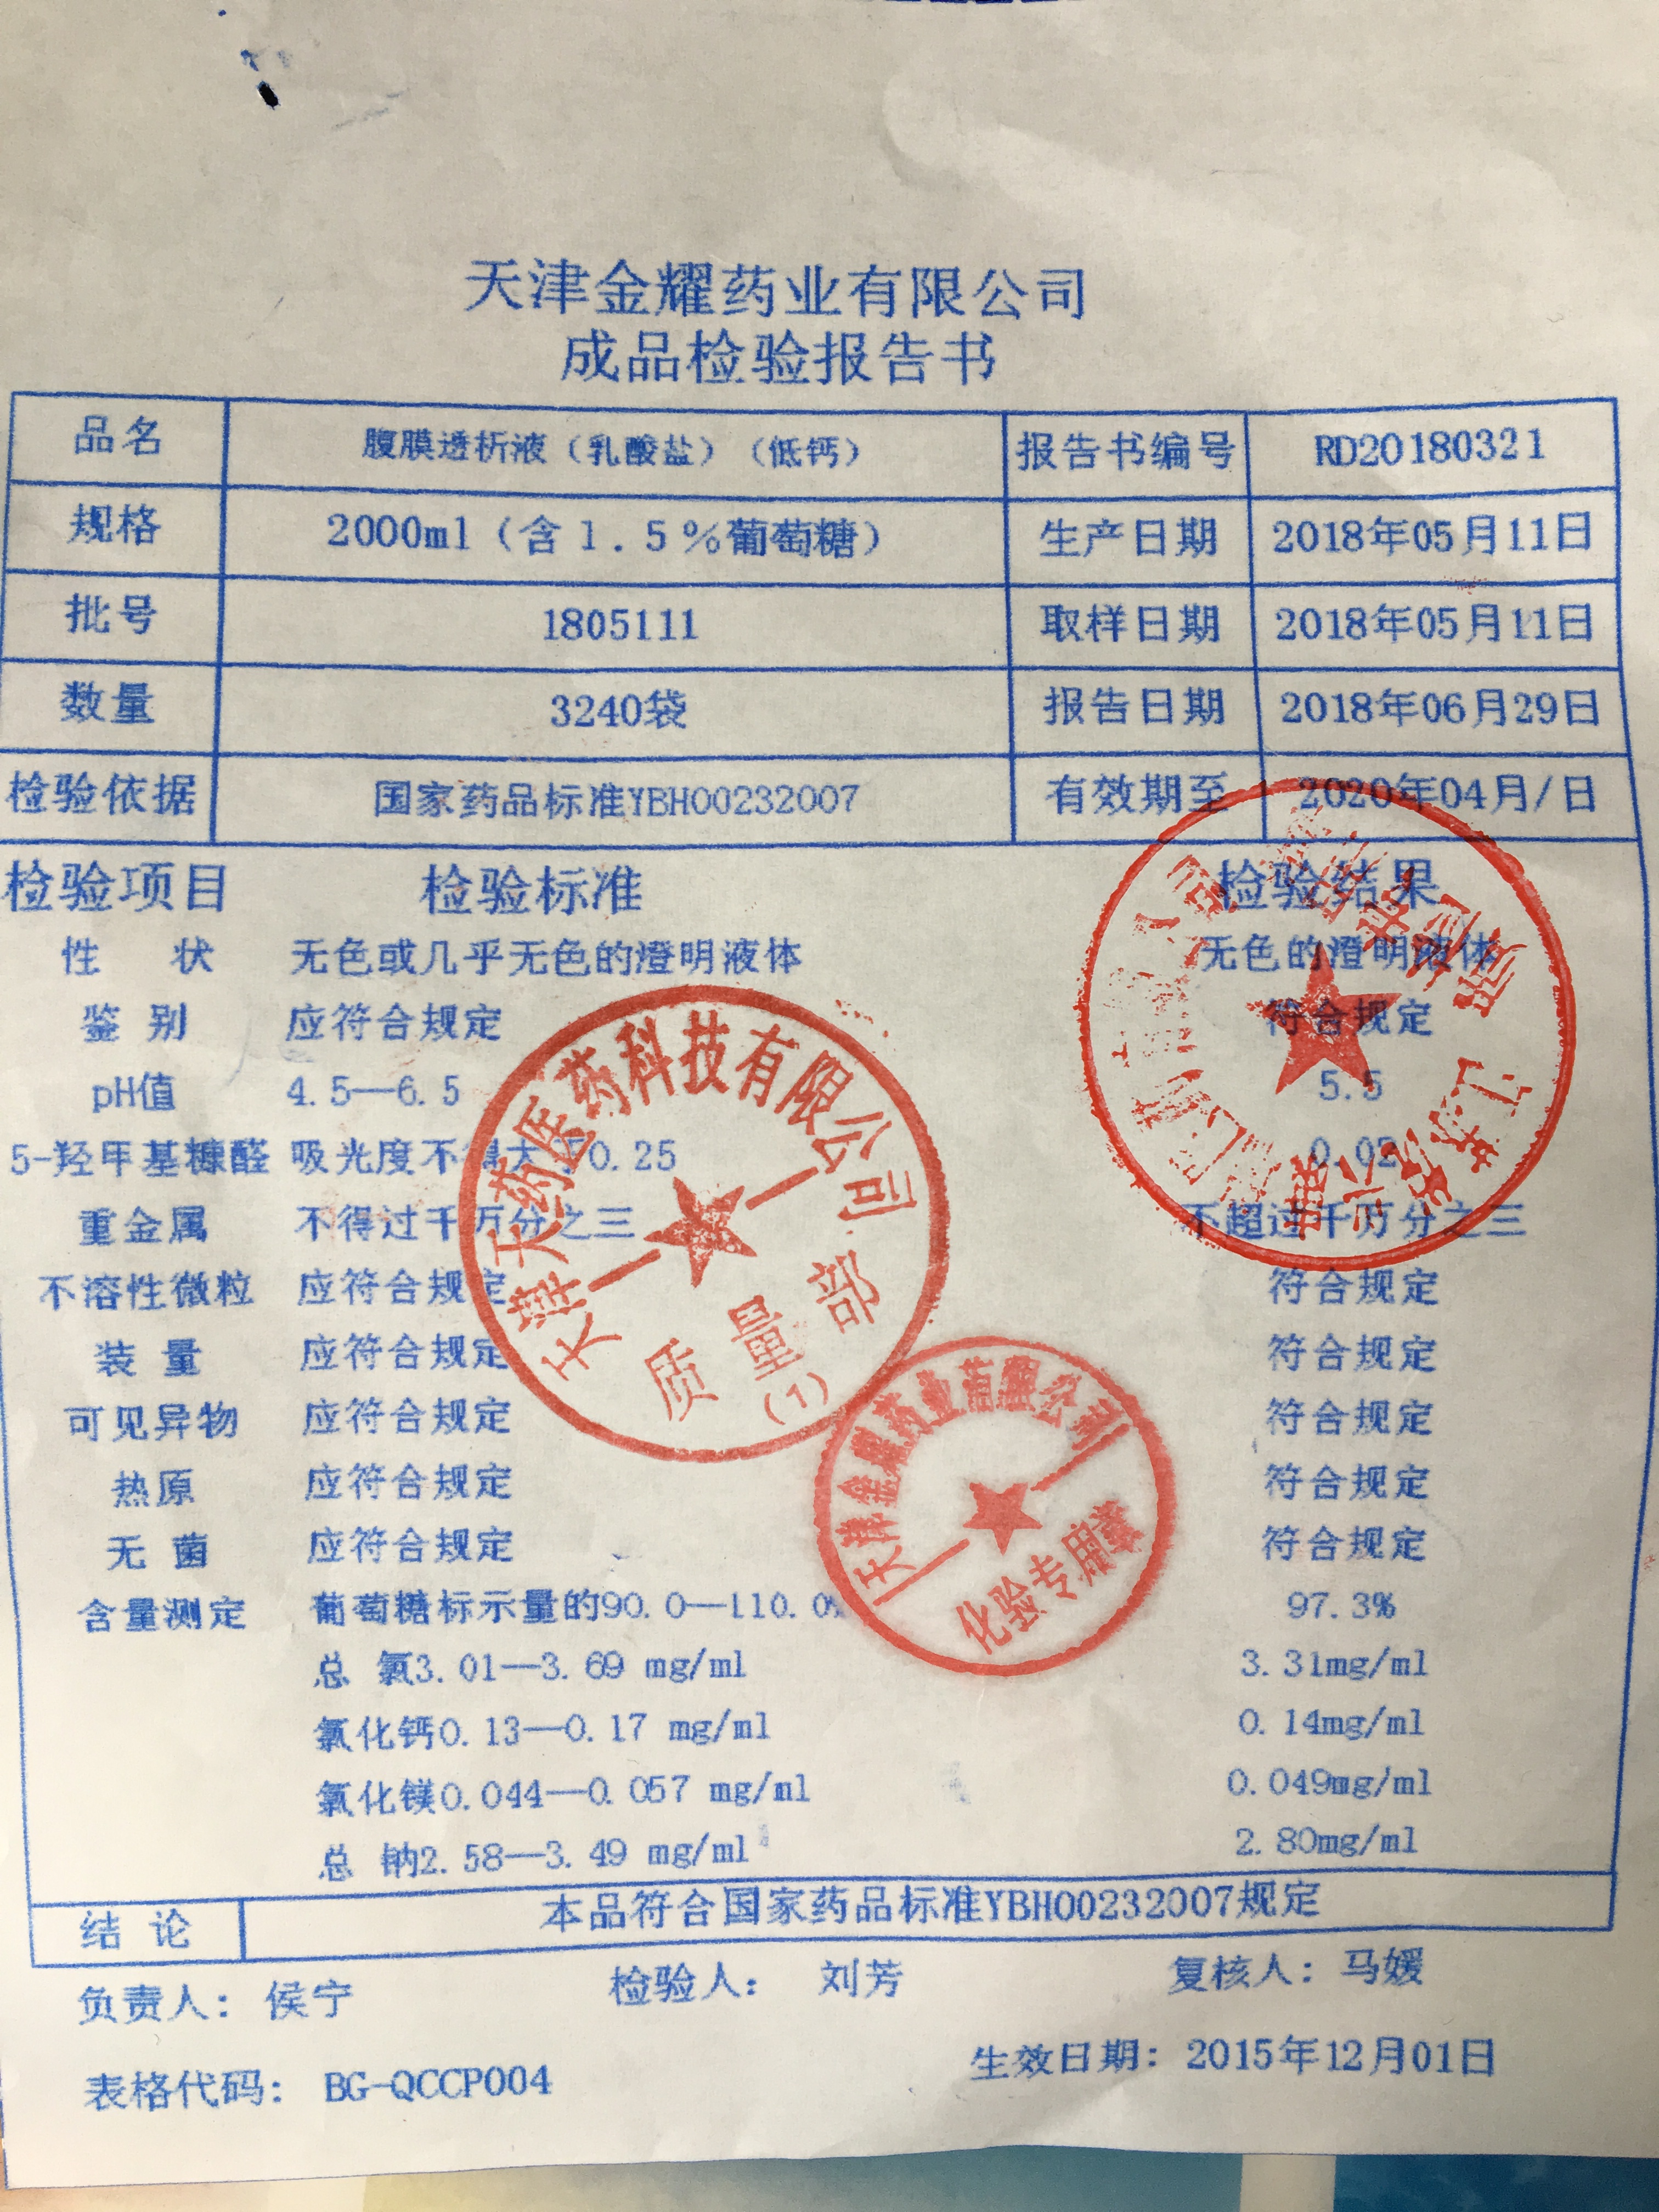 天津金耀药业有限公司
成品检验报告书
品名 腹膜透析液（乳酸盐）（低钙） 报告书编号 RD20180321
规格 2000ml（含1.5%葡萄糖） 生产日期 2018年05月11日
批号 1805111 取样日期 2018年05月11日
数量 3240袋 报告日期 2018年06月29日
检验依据 国家药品标准YBH00232007 有效期至 2020年04月/日
检验项目 检验标准 检验结果
性 状 无色或几乎无色的澄明液体 无色的澄明液体
鉴 别 应符合规定 符合规定
pH值 4.5—6.5 5.5
5-羟甲基糠醛 吸光度不得大于0.25 0.02
重金属 不得过千万分之三 不超过千万分之三
不溶性微粒 应符合规定 符合规定
装 量 应符合规定 符合规定
可见异物 应符合规定 符合规定
热原 应符合规定 符合规定
无 菌 应符合规定 符合规定
含量测定 葡萄糖标示量的90.0—110.0% 97.3%
总 氯3.01—3.69 mg/ml 3.31mg/ml
氯化钙0.13—0.17 mg/ml 0.14mg/ml
氯化镁0.044—0.057 mg/ml 0.049mg/ml
总 钠2.58—3.49 mg/ml 2.80mg/ml
结 论 本品符合国家药品标准YBH00232007规定
负责人：侯宁 检验人： 刘芳 复核人：马媛
生效日期：2015年12月01日
表格代码： BG-QCCP004
天津天药医药科技有限公司
质量部
(1)
天津金耀药业有限公司
化验专用章